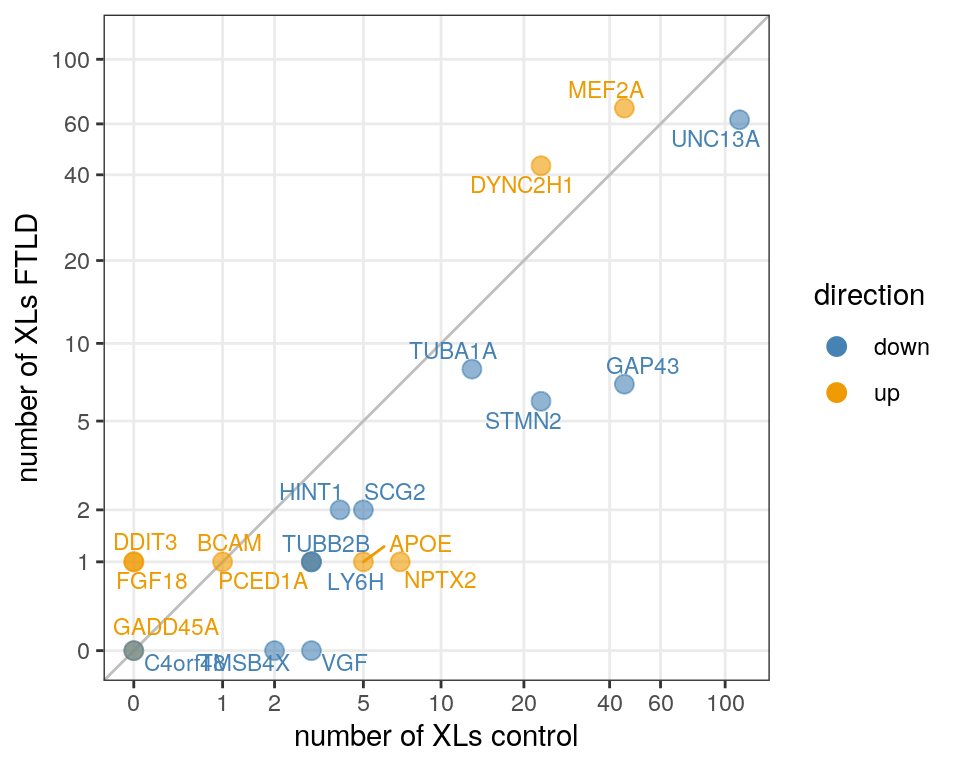 100
60
40
20
10
5
2
1
0
number of XLs FTLD
MEF2A
UNC13A
DYNC2H1
TUBA1A
GAP43
STMN2
HINT1
SCG2
DDIT3
BCAM
TUBB2B
APOE
FGF18
PCED1A
LY6H
NPTX2
GADD45A
C4orf48
TMSB4X
VGF
0 1 2 5 10 20 40 60 100
number of XLs control
direction
down
up